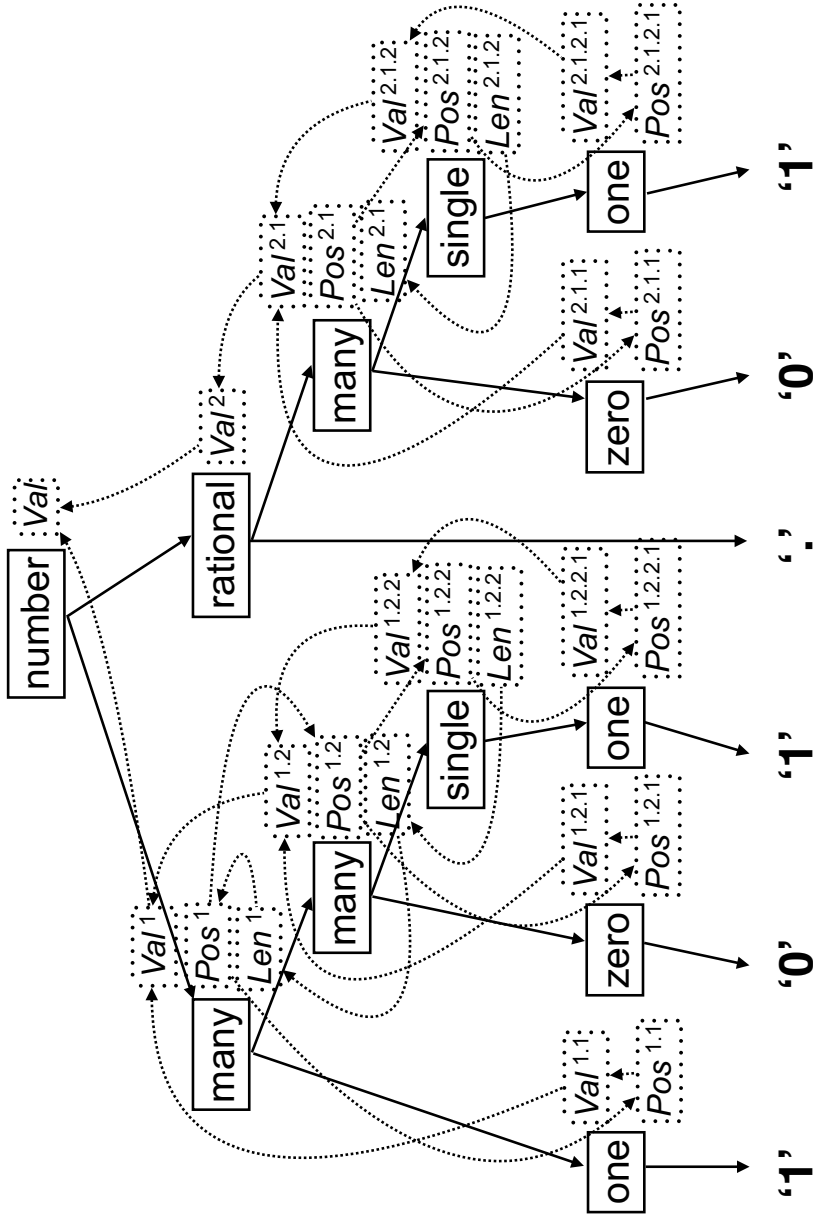 number
Val
many
Val¹
Pos¹
Len¹
rational
Val²
many
Val¹·²
Pos¹·²
Len¹·²
many
Val²·¹
Pos²·¹
Len²·¹
single
Val¹·²·²
Pos¹·²·²
Len¹·²·²
single
Val²·¹·²
Pos²·¹·²
Len²·¹·²
one
Val¹·¹
Pos¹·¹
zero
Val¹·²·¹
Pos¹·²·¹
one
Val¹·²·²·¹
Pos¹·²·²·¹
zero
Val²·¹·¹
Pos²·¹·¹
one
Val²·¹·²·¹
Pos²·¹·²·¹
‘1’ ‘0’ ‘1’ ‘.’ ‘0’ ‘1’